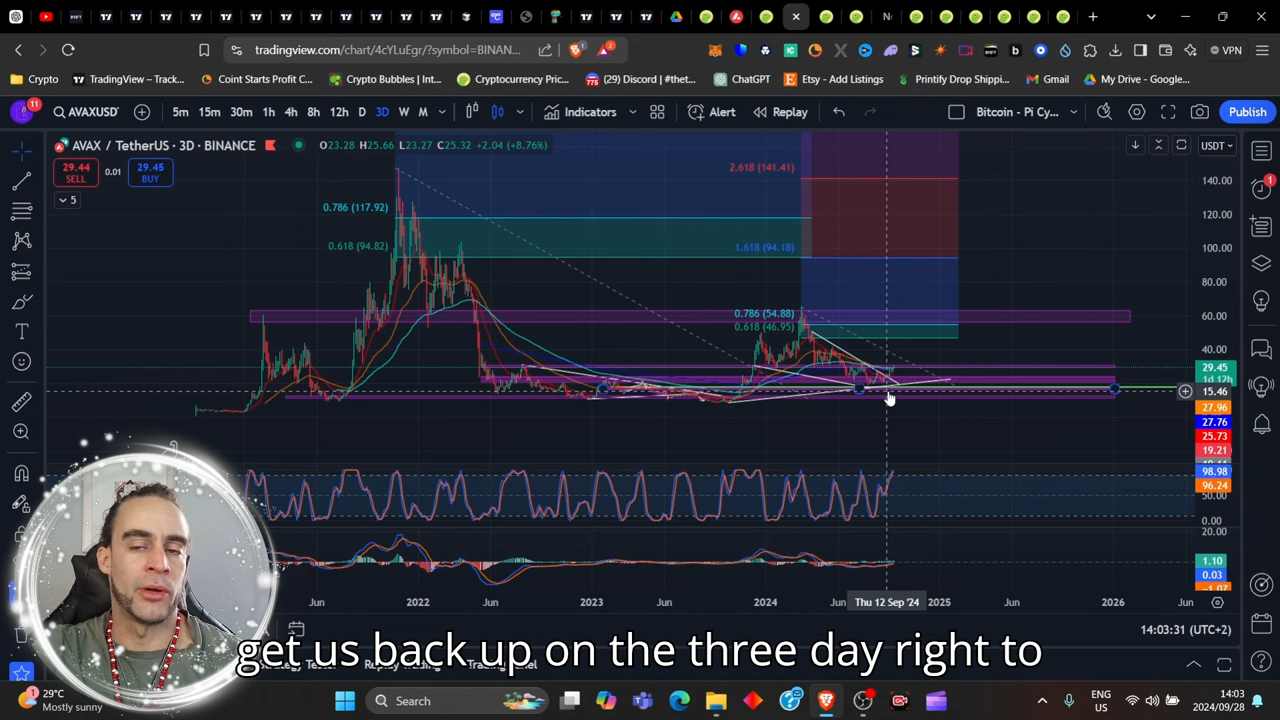 tradingview.com/chart/4cYLuEgr/?symbol=BINAN...
1
2
VPN
Crypto
TradingView – Track...
Coint Starts Profit C...
Crypto Bubbles | Int...
Cryptocurrency Pric...
(29) Discord | #thet...
ChatGPT
Etsy - Add Listings
Printify Drop Shippi...
Gmail
My Drive - Google...
11
AVAXUSD
5m 15m 30m 1h 4h 8h 12h D 3D W M
Indicators
Alert
Replay
Bitcoin - Pi Cy...
Publish
AVAX / TetherUS · 3D · BINANCE
O23.28 H25.66 L23.27 C25.32 +2.04 (+8.76%)
USDT
29.44
SELL
0.01
29.45
BUY
5
2.618 (141.41)
0.786 (117.92)
0.618 (94.82)
1.618 (94.18)
0.786 (54.88)
0.618 (46.95)
140.00
120.00
100.00
80.00
60.00
40.00
29.45
1d 12h
15.46
27.96
27.76
25.73
19.21
98.98
96.24
50.00
0.00
20.00
1.10
0.03
1
Jun 2022 Jun 2023 Jun 2024 Jun Thu 12 Sep '24 2025 Jun 2026 Jun
14:03:31 (UTC+2)
get us back up on the three day right to
1
29°C
Mostly sunny
Search
ENG
US
14:03
2024/09/28